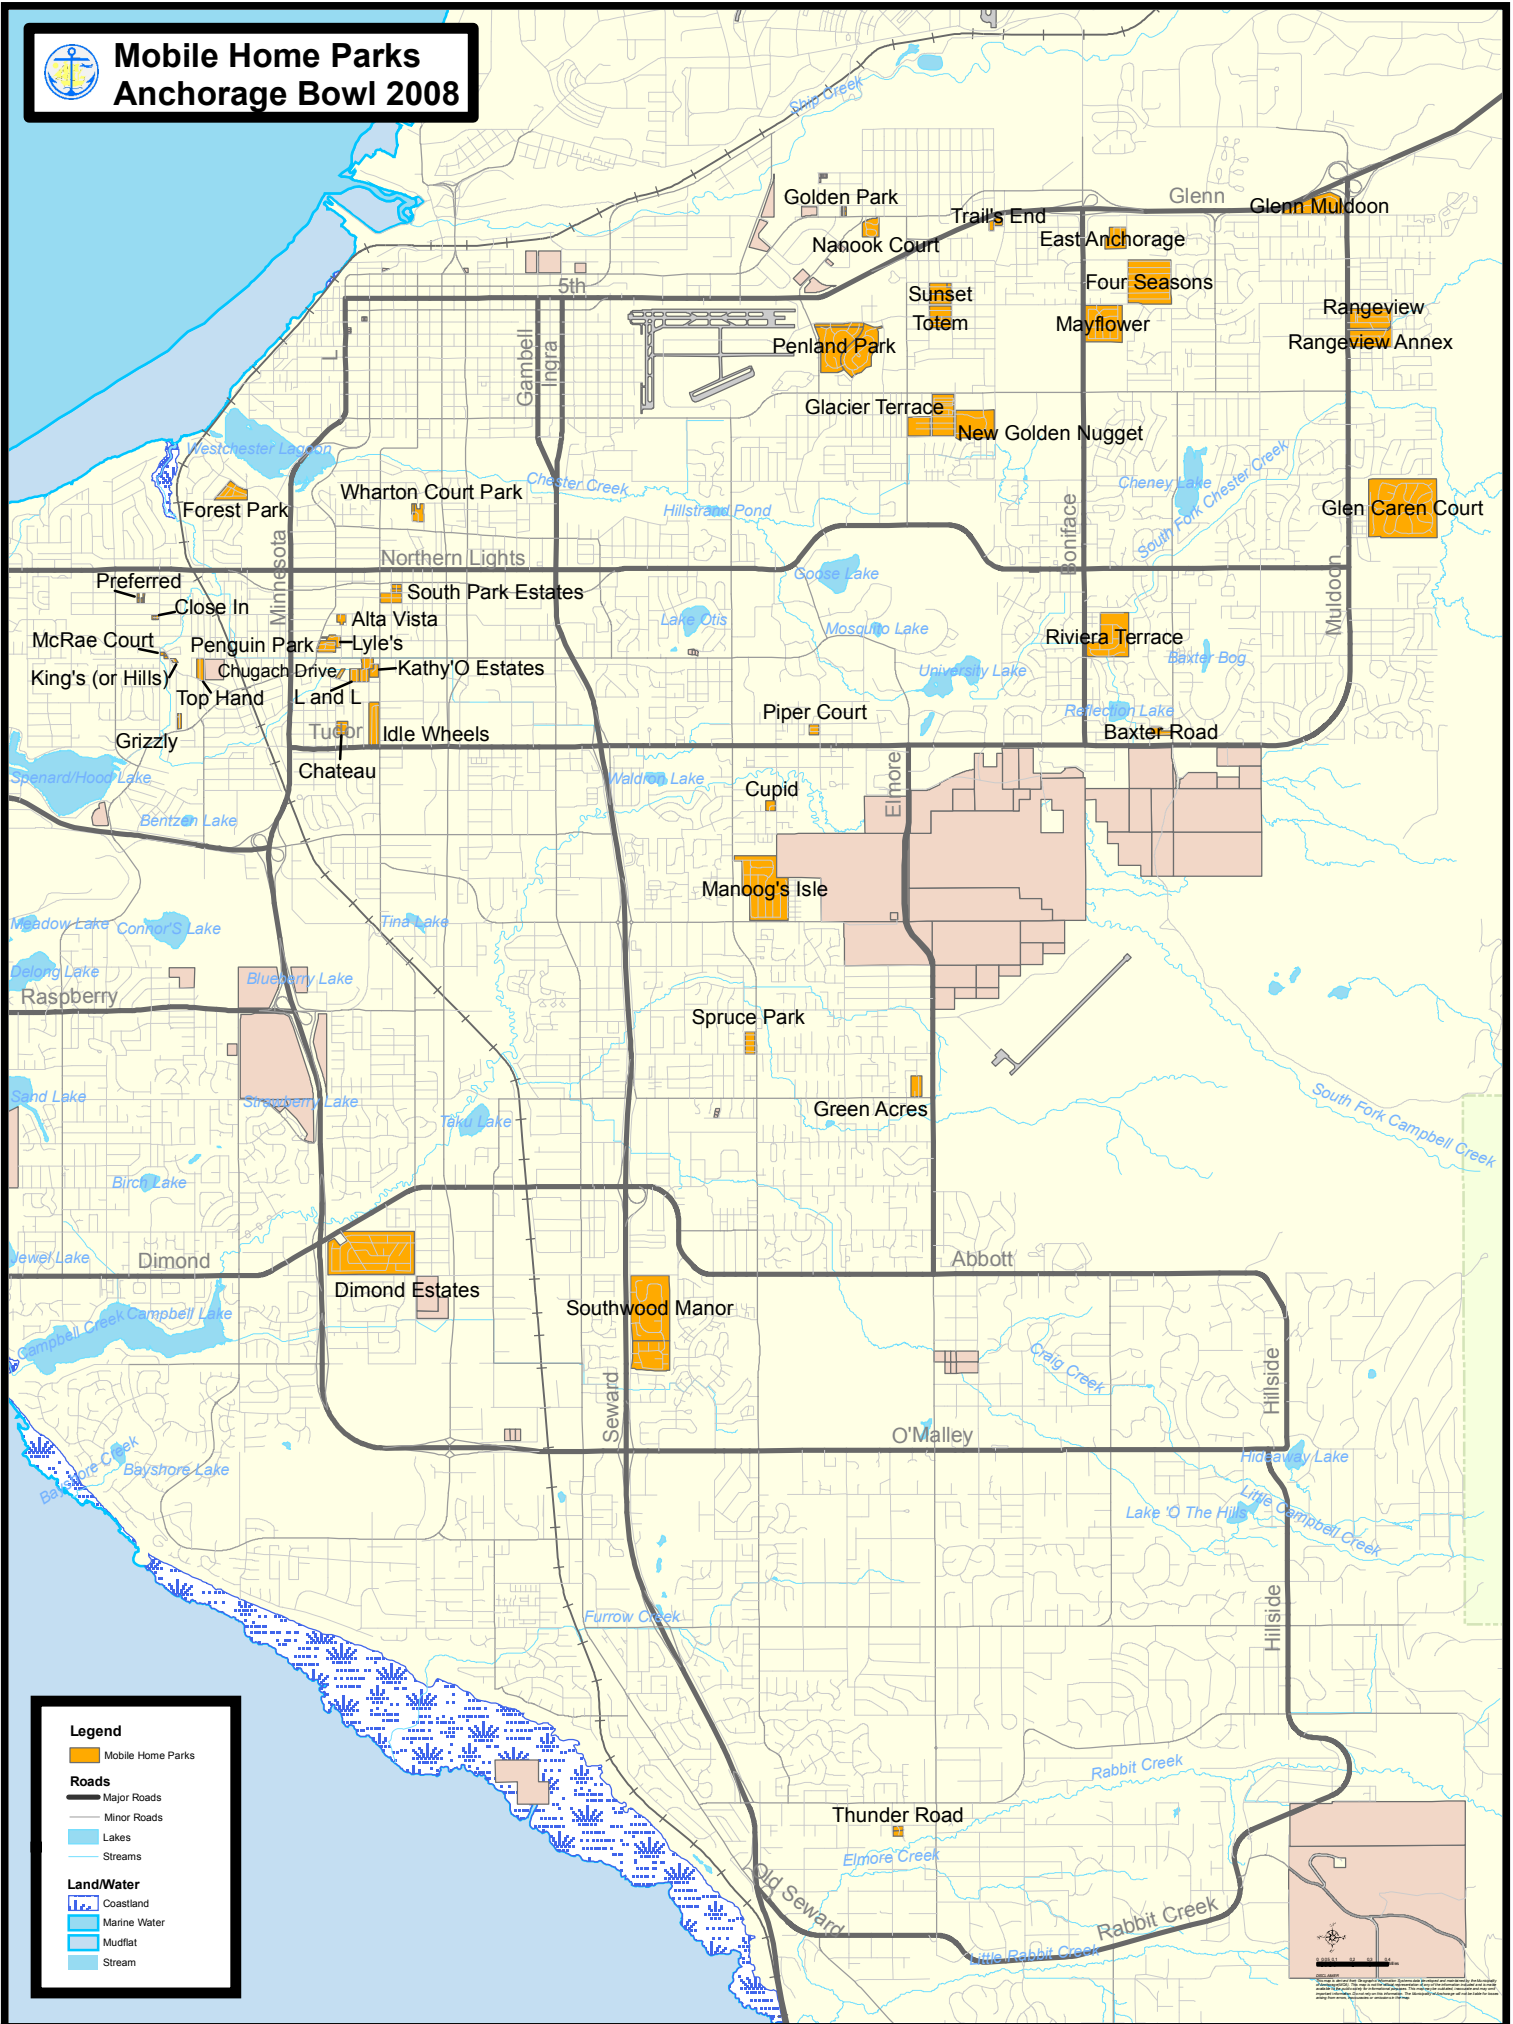 Mobile Home Parks
Anchorage Bowl 2008
Ship Creek
Golden Park
Nanook Court
Trail's End
Glenn
Glenn Muldoon
East Anchorage
5th
Four Seasons
Sunset
Totem
Mayflower
Rangeview
Rangeview Annex
Penland Park
L
Gambell
Ingra
Glacier Terrace
New Golden Nugget
Westchester Lagoon
Chester Creek
Cheney Lake
South Fork Chester Creek
Forest Park
Wharton Court Park
Hillstrand Pond
Glen Caren Court
Minnesota
Northern Lights
Boniface
Muldoon
Goose Lake
Preferred
Close In
South Park Estates
Alta Vista
Lake Otis
Mosquito Lake
McRae Court
Penguin Park
Lyle's
Riviera Terrace
Baxter Bog
King's (or Hills)
Chugach Drive
Kathy'O Estates
University Lake
Top Hand
L and L
Reflection Lake
Piper Court
Baxter Road
Grizzly
Tudor
Idle Wheels
Chateau
Spenard/Hood Lake
Waldron Lake
Cupid
Elmore
Bentzen Lake
Manoog's Isle
Meadow Lake
Connor'S Lake
Tina Lake
Delong Lake
Blueberry Lake
Raspberry
Spruce Park
Sand Lake
Strawberry Lake
Taku Lake
Green Acres
South Fork Campbell Creek
Birch Lake
Jewel Lake
Dimond
Abbott
Dimond Estates
Southwood Manor
Campbell Creek
Campbell Lake
Craig Creek
Hillside
Seward
O'Malley
Bayshore Creek
Bayshore Lake
Hideaway Lake
Lake 'O The Hills
Little Campbell Creek
Furrow Creek
Hillside
Rabbit Creek
Thunder Road
Elmore Creek
Old Seward
Rabbit Creek
Little Rabbit Creek
Legend
Mobile Home Parks
Roads
Major Roads
Minor Roads
Lakes
Streams
Land/Water
Coastland
Marine Water
Mudflat
Stream